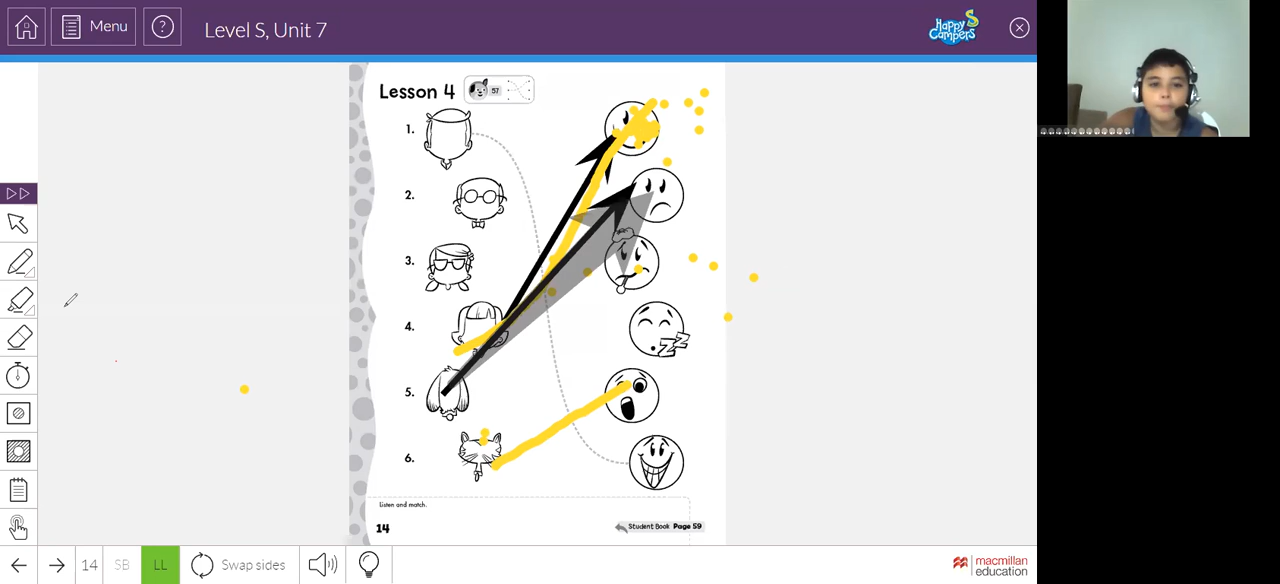 Menu
?
Level S, Unit 7
Happy Campers S
Lesson 4
57
1.
2.
3.
4.
5.
6.
Z Z
Listen and match.
14
Student Book Page 59
14
SB
LL
Swap sides
macmillan
education